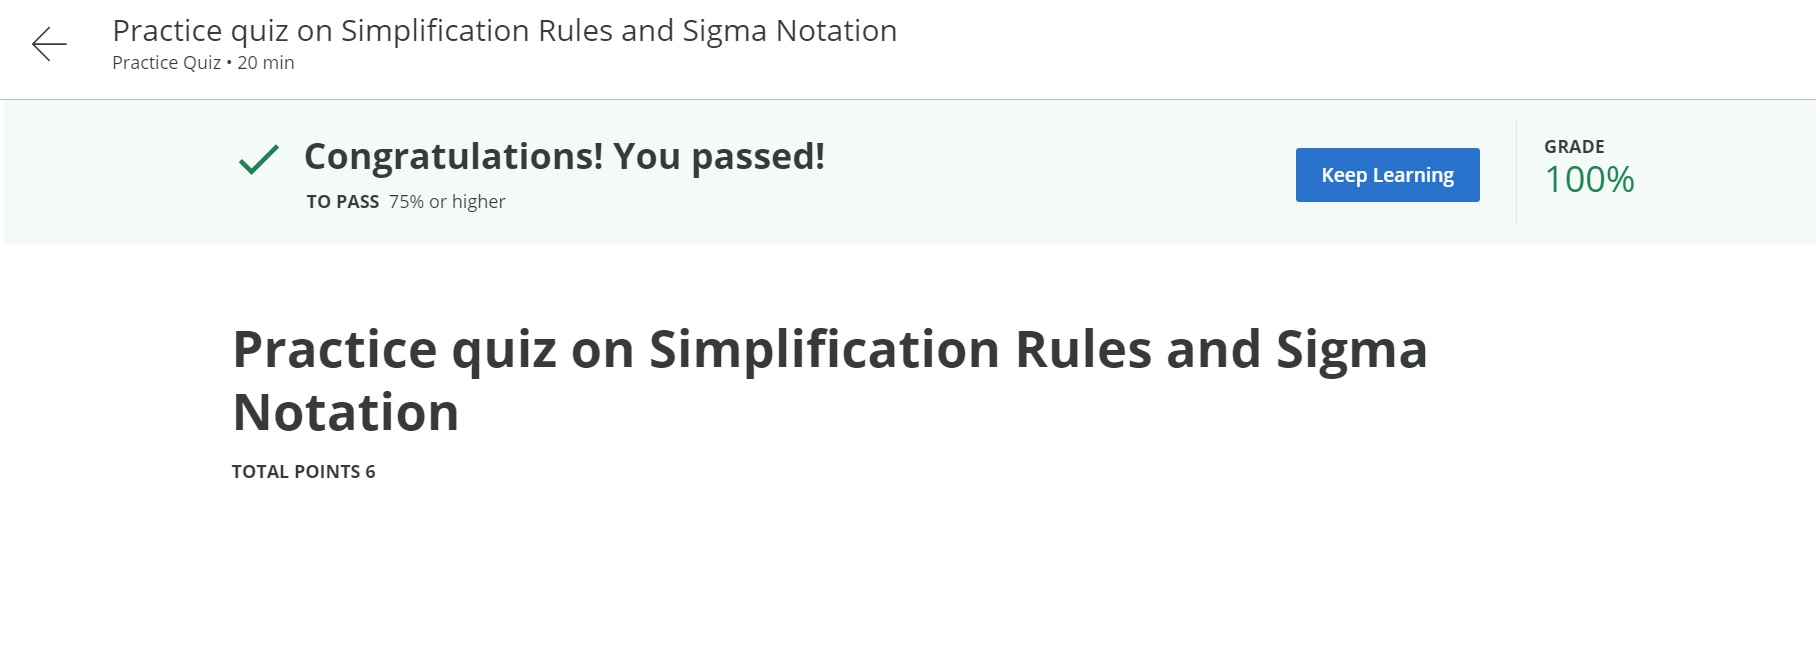 Practice quiz on Simplification Rules and Sigma Notation
Practice Quiz • 20 min
Congratulations! You passed!
TO PASS 75% or higher
Keep Learning
GRADE
100%
Practice quiz on Simplification Rules and Sigma
Notation
TOTAL POINTS 6